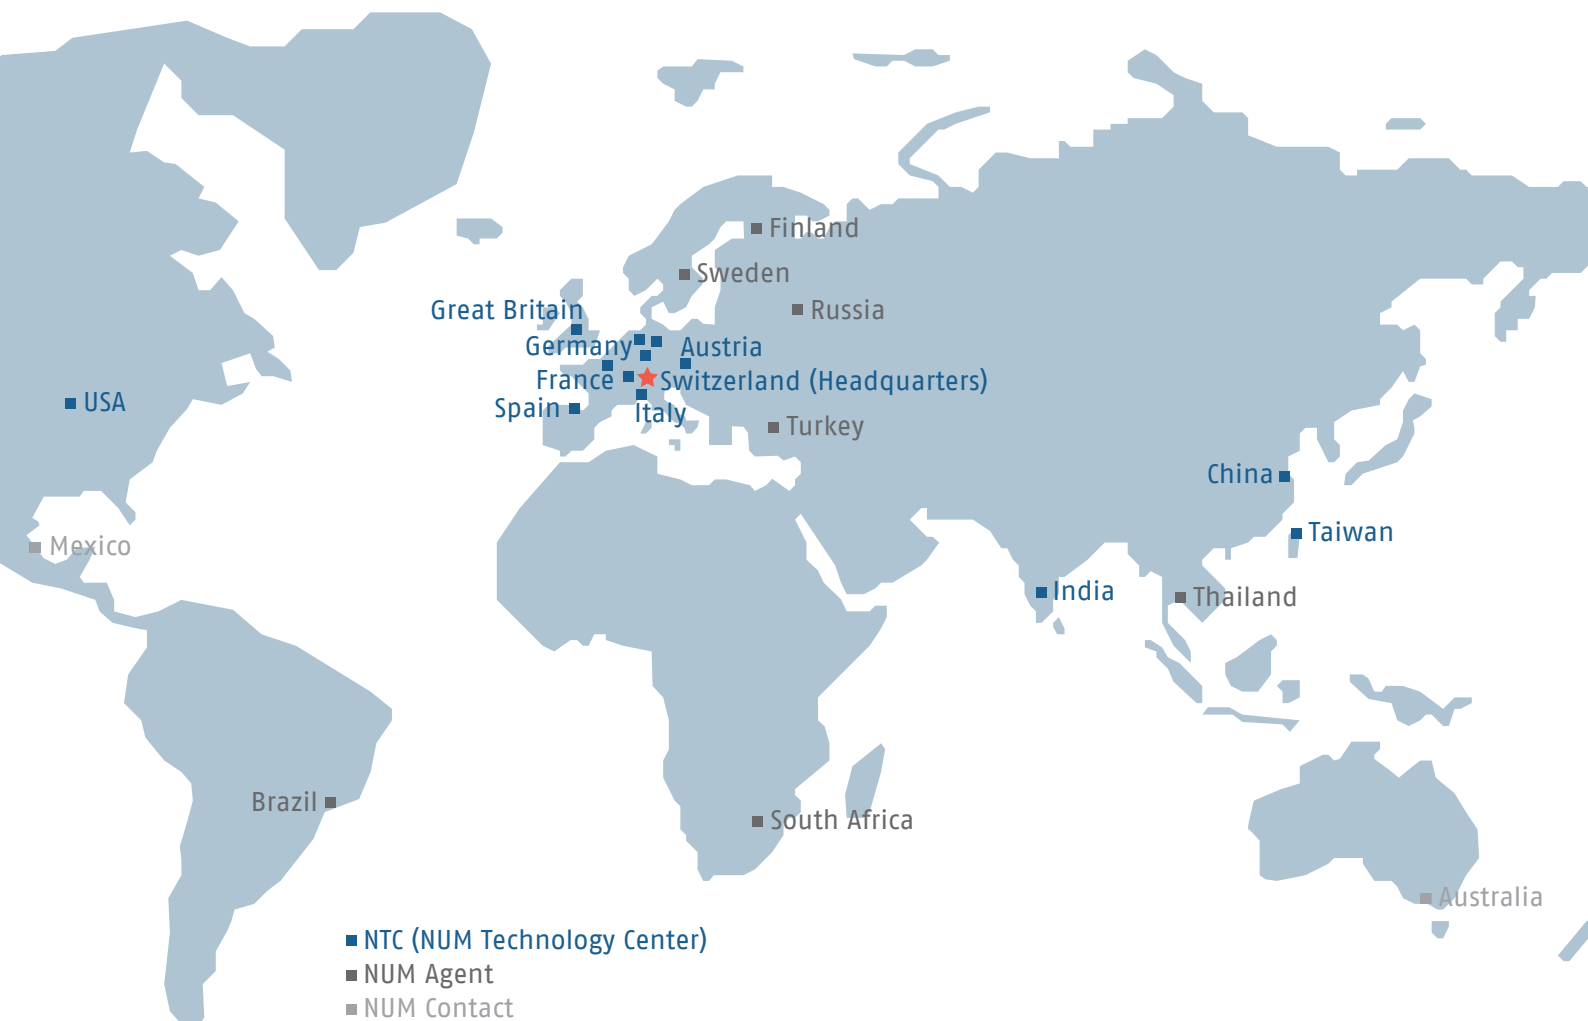 Finland
Sweden
Great Britain
Russia
Germany
Austria
France
Switzerland (Headquarters)
USA
Spain
Italy
Turkey
China
Taiwan
Mexico
India
Thailand
Brazil
South Africa
Australia
NTC (NUM Technology Center)
NUM Agent
NUM Contact